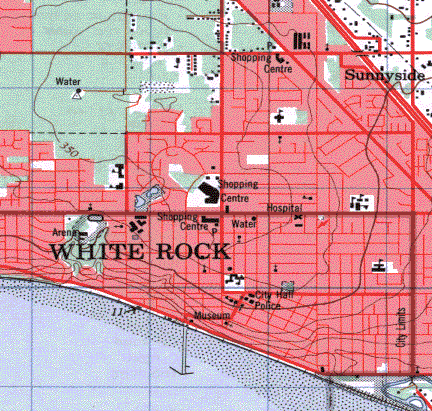 P
Shopping
Centre
Sunnyside
Water
350
Shopping
Centre
Hospital
Shopping
Centre
Water
P
Arena
WHITE ROCK
City Hall
Police
Museum
City Limits